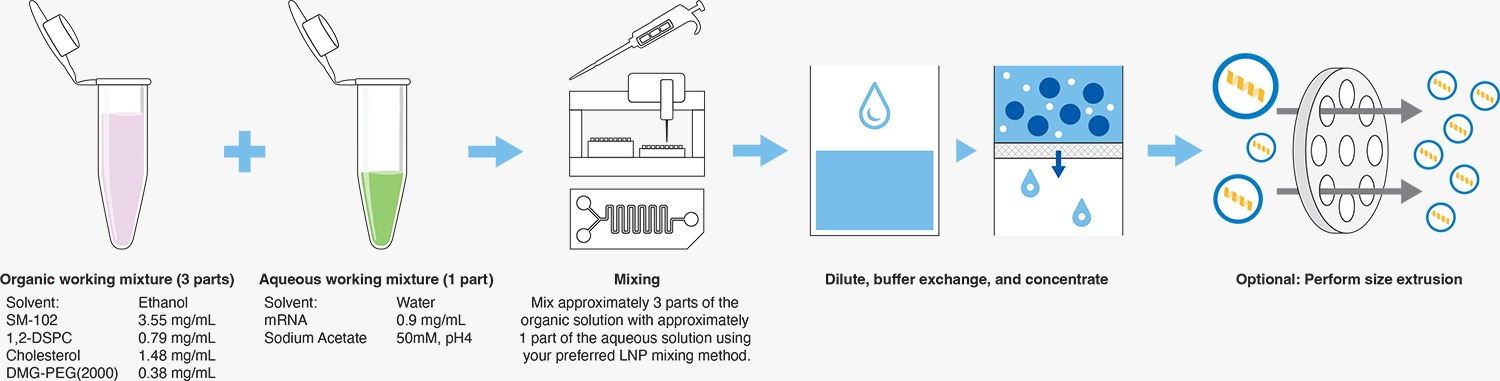 Organic working mixture (3 parts)
Solvent: Ethanol
SM-102 3.55 mg/mL
1,2-DSPC 0.79 mg/mL
Cholesterol 1.48 mg/mL
DMG-PEG(2000) 0.38 mg/mL
Aqueous working mixture (1 part)
Solvent: Water
mRNA 0.9 mg/mL
Sodium Acetate 50mM, pH4
Mixing
Mix approximately 3 parts of the
organic solution with approximately
1 part of the aqueous solution using
your preferred LNP mixing method.
Dilute, buffer exchange, and concentrate
Optional: Perform size extrusion